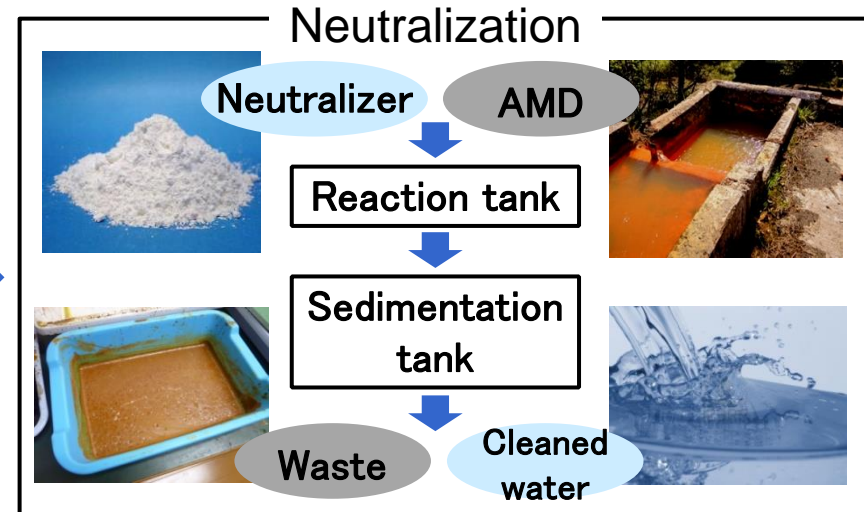 Neutralization
Neutralizer
AMD
Reaction tank
Sedimentation
tank
Waste
Cleaned
water